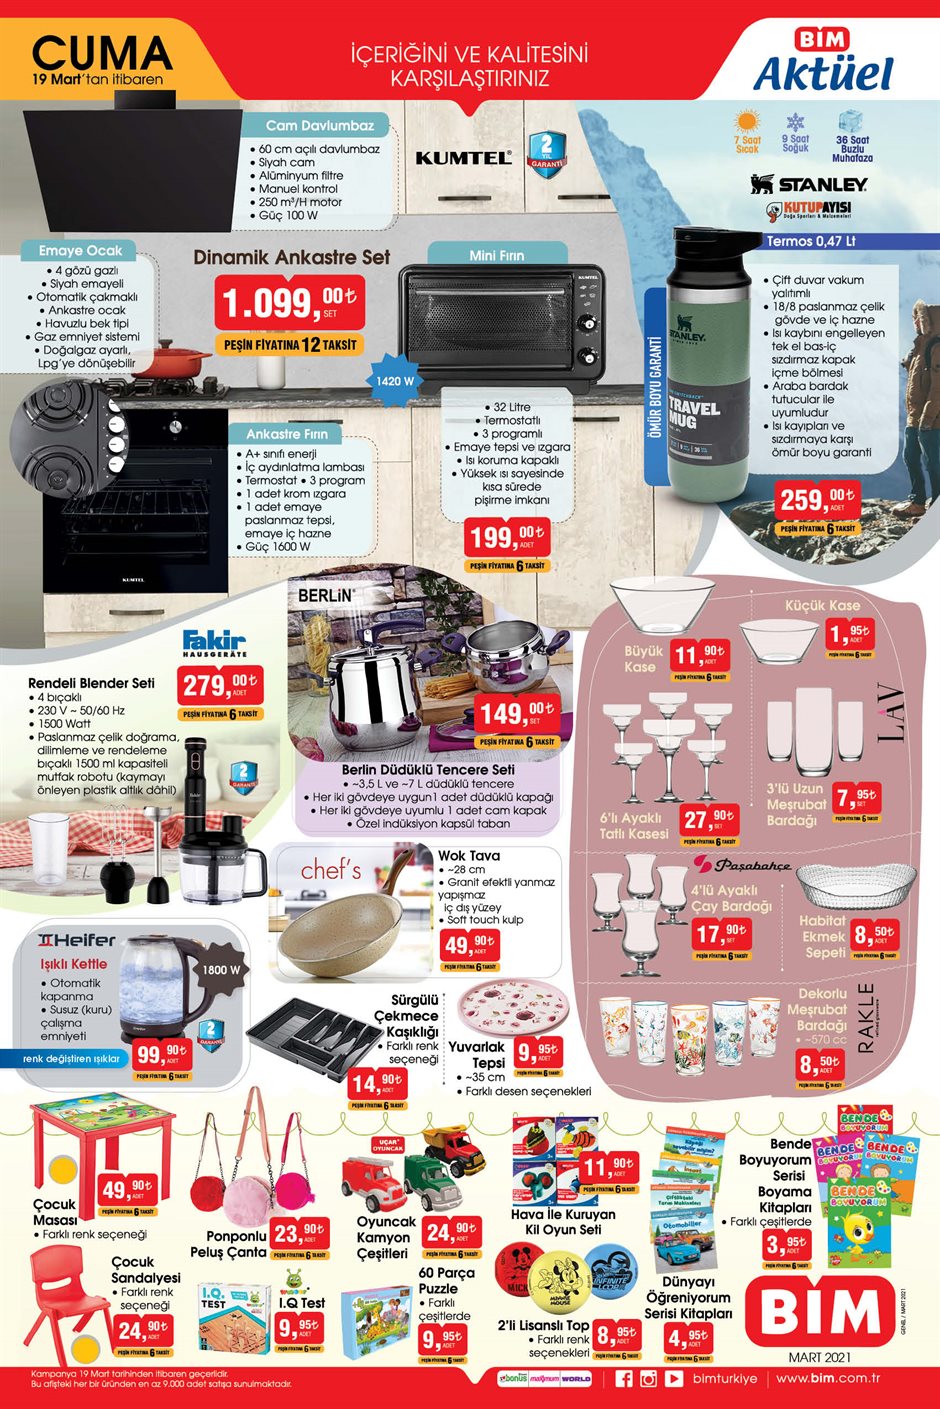 CUMA
19 Mart'tan itibaren
İÇERİĞİNİ VE KALİTESİNİ
KARŞILAŞTIRINIZ
BİM
Aktüel
Cam Davlumbaz
• 60 cm açılı davlumbaz
• Siyah cam
• Alüminyum filtre
• Manuel kontrol
• 250 m³/H motor
• Güç 100 W
KUMTEL
2 YIL GARANTİ
7 Saat Sıcak
9 Saat Soğuk
36 Saat Buzlu Muhafaza
STANLEY
KUTUPAYISI
Doğa Sporları & Malzemeleri
Termos 0,47 Lt
• Çift duvar vakum
yalıtımlı
• 18/8 paslanmaz çelik
gövde ve iç hazne
• Isı kaybını engelleyen
tek el bas-iç
sızdırmaz kapak
içme bölmesi
• Araba bardak
tutucular ile
uyumludur
• Isı kayıpları ve
sızdırmaya karşı
ömür boyu garanti
ÖMÜR BOYU GARANTİ
STANLEY
TRAVEL
MUG
259,00₺
ADET
PEŞİN FİYATINA 6 TAKSİT
Emaye Ocak
• 4 gözü gazlı
• Siyah emayeli
• Otomatik çakmaklı
• Ankastre ocak
• Havuzlu bek tipi
• Gaz emniyet sistemi
• Doğalgaz ayarlı,
Lpg'ye dönüşebilir
Dinamik Ankastre Set
1.099,00₺
SET
PEŞİN FİYATINA 12 TAKSİT
Mini Fırın
KUMTEL
1420 W
• 32 Litre
• Termostatlı
• 3 programlı
• Emaye tepsi ve ızgara
• Isı koruma kapaklı
• Yüksek ısı sayesinde
kısa sürede
pişirme imkanı
199,00₺
ADET
PEŞİN FİYATINA 6 TAKSİT
Ankastre Fırın
• A+ sınıfı enerji
• İç aydınlatma lambası
• Termostat • 3 program
• 1 adet krom ızgara
• 1 adet emaye
paslanmaz tepsi,
emaye iç hazne
• Güç 1600 W
KUMTEL
Fakir
HAUSGERÄTE
Rendeli Blender Seti
• 4 bıçaklı
• 230 V ~ 50/60 Hz
• 1500 Watt
• Paslanmaz çelik doğrama,
dilimleme ve rendeleme
bıçaklı 1500 ml kapasiteli
mutfak robotu (kaymayı
önleyen plastik altlık dâhil)
279,00₺
ADET
PEŞİN FİYATINA 6 TAKSİT
2 YIL GARANTİ
Fakir
BERLİN
149,00₺
SET
PEŞİN FİYATINA 6 TAKSİT
Berlin Düdüklü Tencere Seti
• ~3,5 L ve ~7 L düdüklü tencere
• Her iki gövdeye uygun 1 adet düdüklü kapağı
• Her iki gövdeye uyumlu 1 adet cam kapak
• Özel indüksiyon kapsül taban
Büyük
Kase
11,90₺
ADET
PEŞİN FİYATINA 6 TAKSİT
Küçük Kase
1,95₺
ADET
PEŞİN FİYATINA 6 TAKSİT
LAV
6'lı Ayaklı
Tatlı Kasesi
27,90₺
SET
PEŞİN FİYATINA 6 TAKSİT
3'lü Uzun
Meşrubat
Bardağı
7,95₺
SET
PEŞİN FİYATINA 6 TAKSİT
Paşabahçe
4'lü Ayaklı
Çay Bardağı
17,90₺
SET
PEŞİN FİYATINA 6 TAKSİT
Habitat
Ekmek
Sepeti
8,50₺
ADET
PEŞİN FİYATINA 6 TAKSİT
Dekorlu
Meşrubat
Bardağı
• ~570 cc
RAKLE
8,50₺
ADET
PEŞİN FİYATINA 6 TAKSİT
chef's
Wok Tava
• ~28 cm
• Granit efektli yanmaz
yapışmaz
iç dış yüzey
• Soft touch kulp
49,90₺
ADET
PEŞİN FİYATINA 6 TAKSİT
Heifer
Işıklı Kettle
• Otomatik
kapanma
• Susuz (kuru)
çalışma
emniyeti
renk değiştiren ışıklar
1800 W
2 YIL GARANTİ
99,90₺
ADET
PEŞİN FİYATINA 6 TAKSİT
Sürgülü
Çekmece
Kaşıklığı
• Farklı renk
seçeneği
14,90₺
ADET
PEŞİN FİYATINA 6 TAKSİT
Yuvarlak
Tepsi
• ~35 cm
• Farklı desen seçenekleri
9,95₺
ADET
PEŞİN FİYATINA 6 TAKSİT
Çocuk
Masası
• Farklı renk seçeneği
49,90₺
ADET
PEŞİN FİYATINA 6 TAKSİT
Çocuk
Sandalyesi
• Farklı renk
seçeneği
24,90₺
ADET
PEŞİN FİYATINA 6 TAKSİT
Ponponlu
Peluş Çanta
23,90₺
ADET
PEŞİN FİYATINA 6 TAKSİT
I.Q.
TEST
I.Q Test
9,95₺
ADET
PEŞİN FİYATINA 6 TAKSİT
UÇAR
OYUNCAK
Oyuncak
Kamyon
Çeşitleri
24,90₺
ADET
PEŞİN FİYATINA 6 TAKSİT
60 Parça
Puzzle
• Farklı
çeşitlerde
9,95₺
ADET
PEŞİN FİYATINA 6 TAKSİT
11,90₺
ADET
PEŞİN FİYATINA 6 TAKSİT
Hava İle Kuruyan
Kil Oyun Seti
MICKEY
MINNIE
MOUSE
INFINITE
2'li Lisanslı Top
• Farklı renk
seçenekleri
8,95₺
ADET
PEŞİN FİYATINA 6 TAKSİT
Otomobiller
Dünyayı
Öğreniyorum
Serisi Kitapları
4,95₺
ADET
PEŞİN FİYATINA 6 TAKSİT
Bende
Boyuyorum
Serisi
Boyama
Kitapları
• Farklı çeşitlerde
3,95₺
ADET
PEŞİN FİYATINA 6 TAKSİT
BENDE
BOYUYORUM
BİM
MART 2021
GENEL / MART 2021
Kampanya 19 Mart tarihinden itibaren geçerlidir.
Bu afişteki her bir üründen en az 9.000 adet satışa sunulmaktadır.
bonus
maximum
WORLD
bimturkiye
www.bim.com.tr